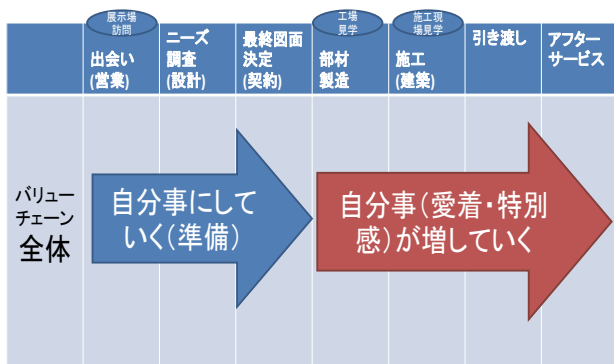 展示場
訪問
出会い
(営業)
ニーズ
調査
(設計)
最終図面
決定
(契約)
工場
見学
部材
製造
施工現
場見学
施工
(建築)
引き渡し
アフター
サービス
バリュー
チェーン
全体
自分事にして
いく(準備)
自分事(愛着・特別
感)が増していく